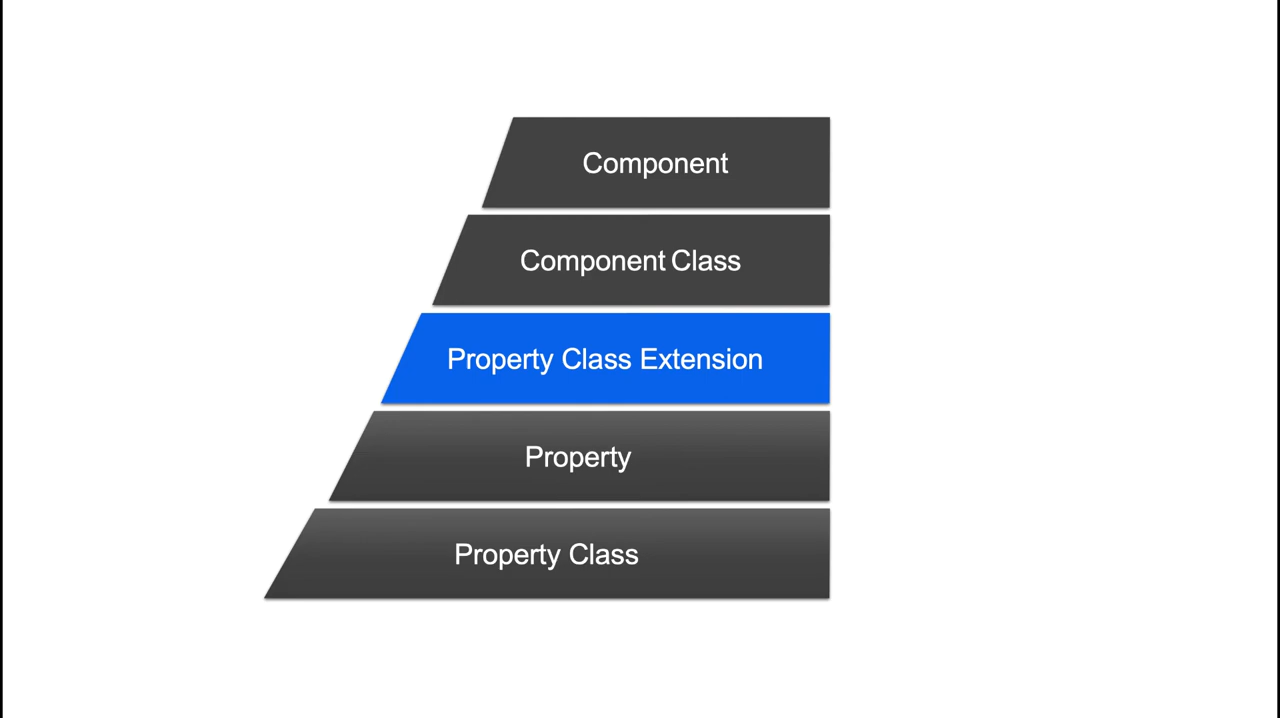 Component
Component Class
Property Class Extension
Property
Property Class